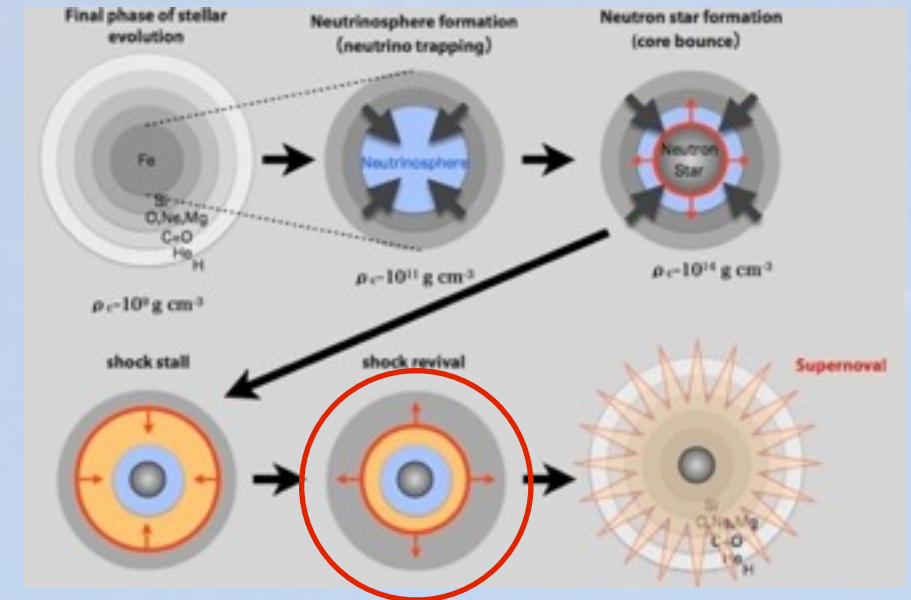 Final phase of stellar
evolution
Neutrinosphere formation
(neutrino trapping)
Neutron star formation
(core bounce)
Fe
Si
O,Ne,Mg
C+O
He
H
Neutrinosphere
Neutron
Star
ρc~10⁹ g cm⁻³
ρc~10¹¹ g cm⁻³
ρc~10¹⁴ g cm⁻³
shock stall
shock revival
Supernova!
Si
O,Ne,Mg
C+O
He
H